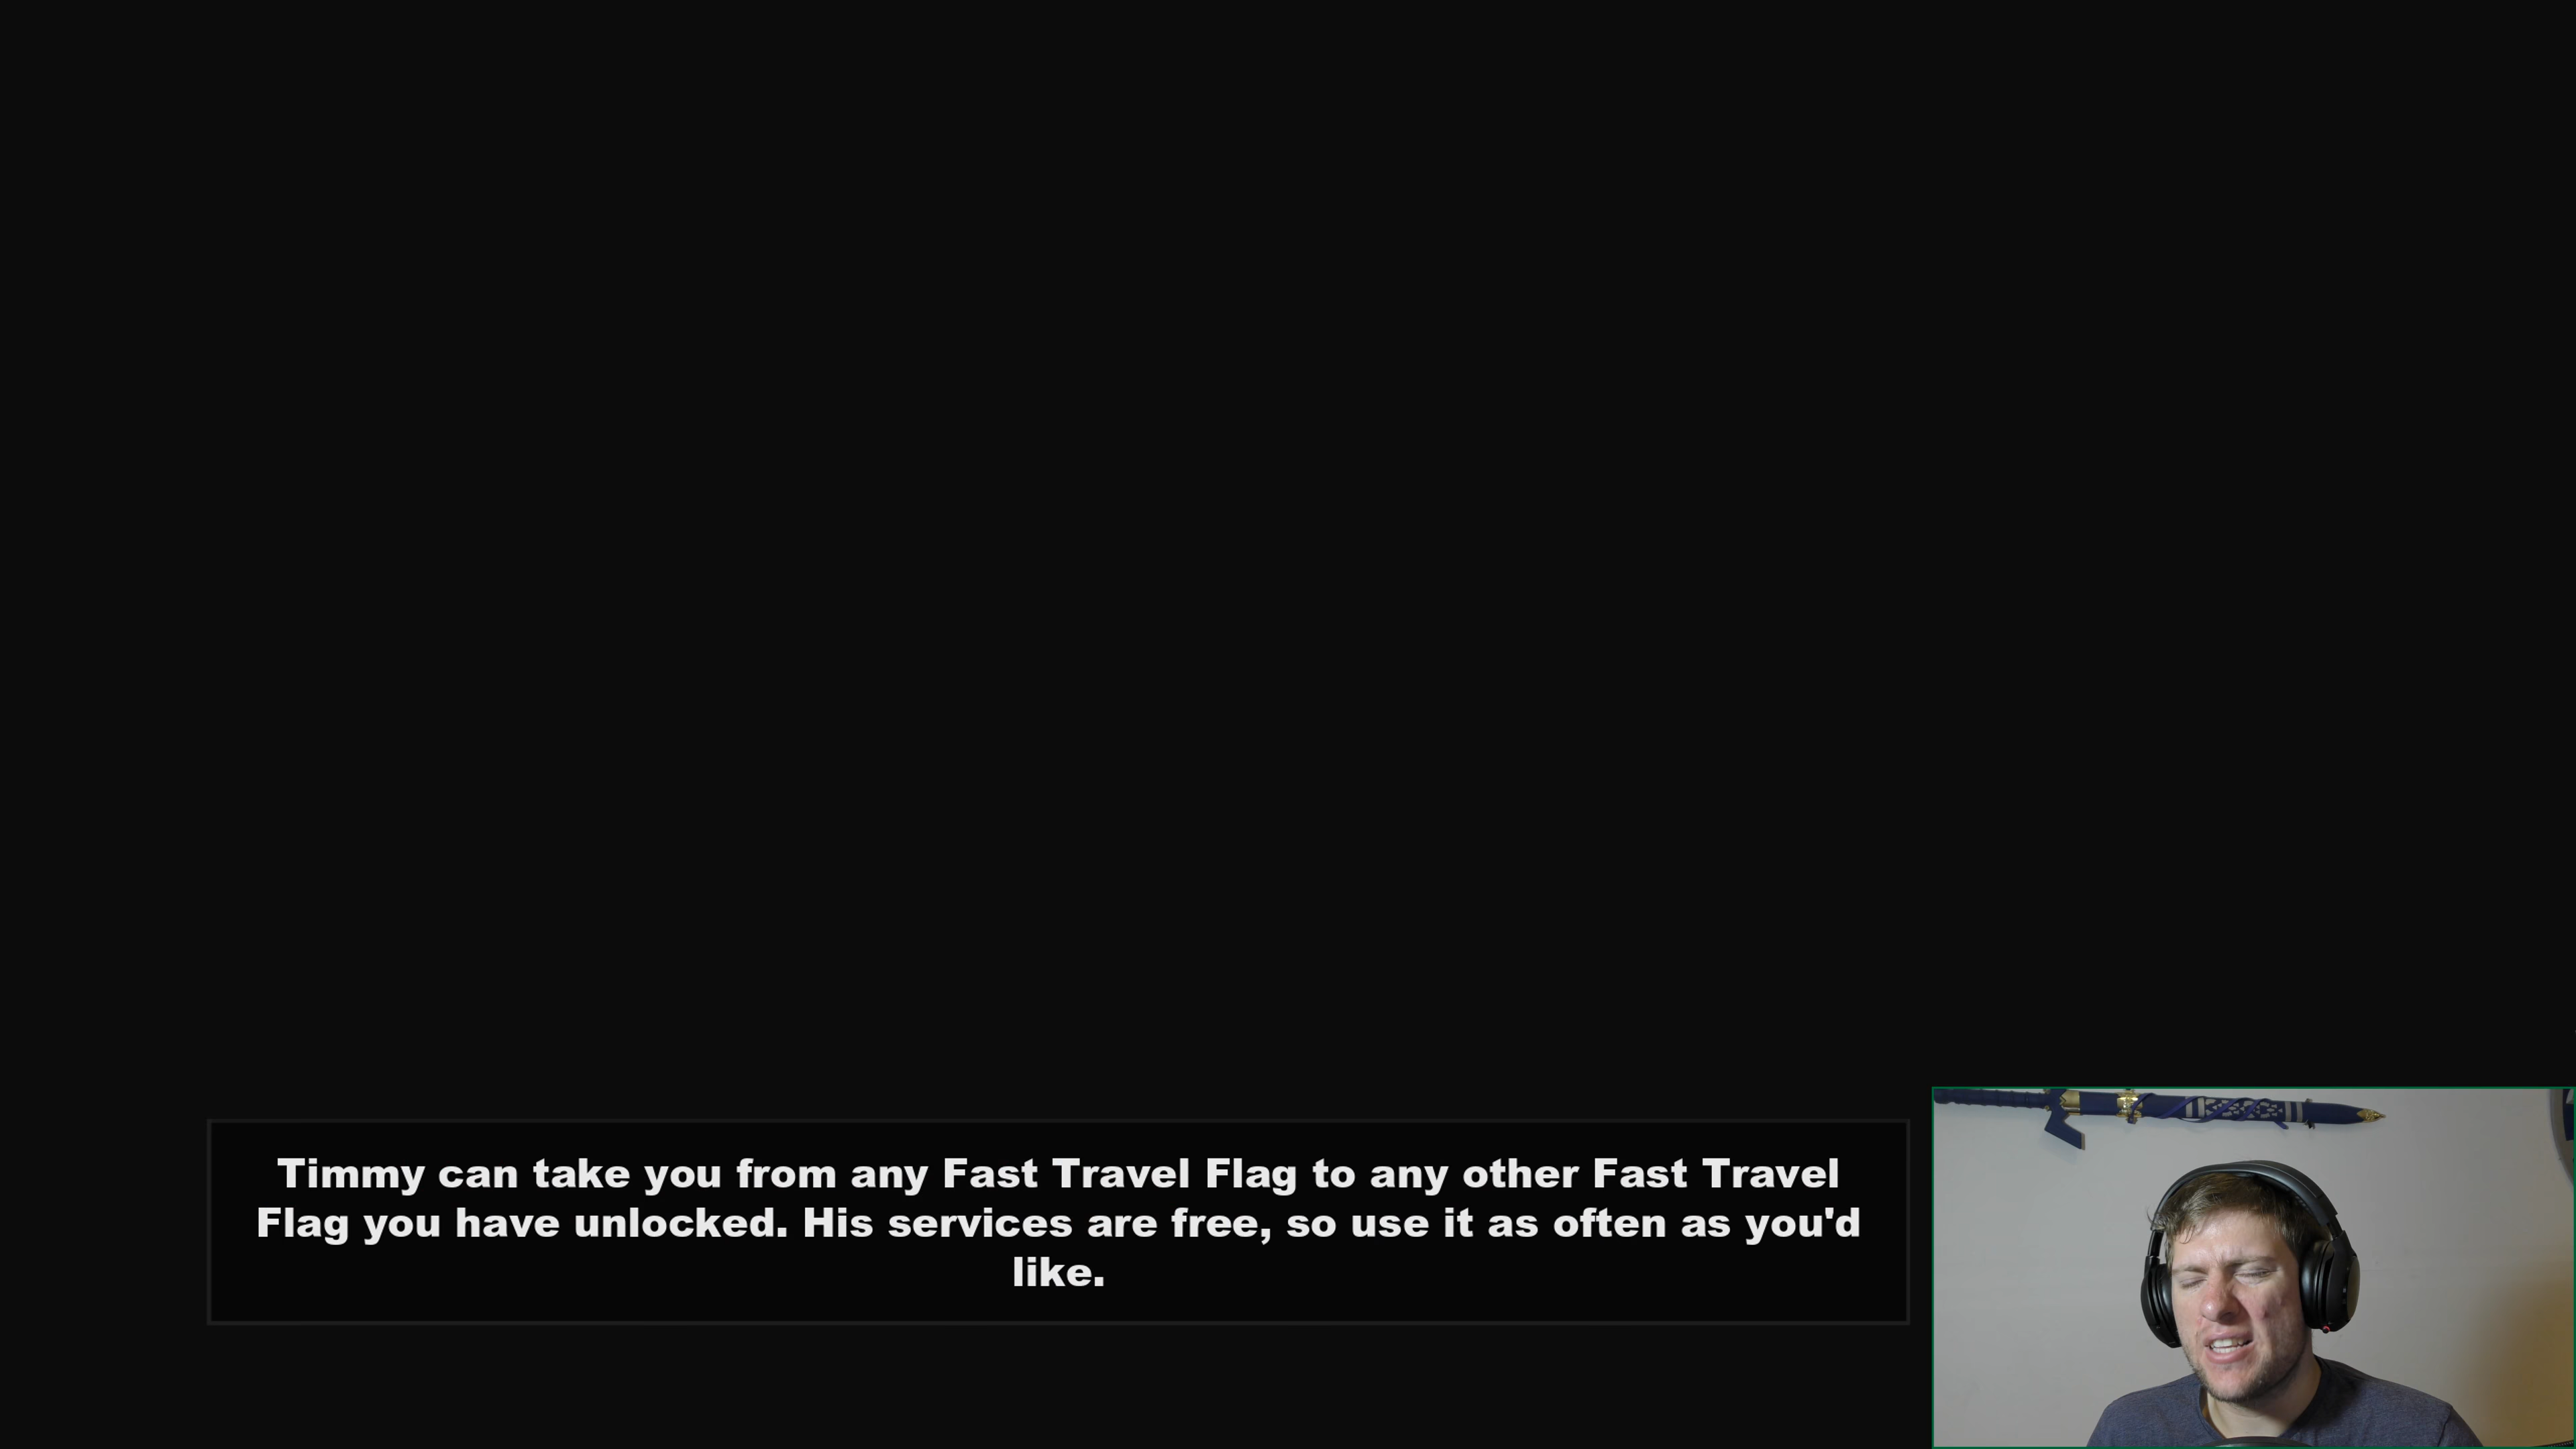 Timmy can take you from any Fast Travel Flag to any other Fast Travel
Flag you have unlocked. His services are free, so use it as often as you'd
like.